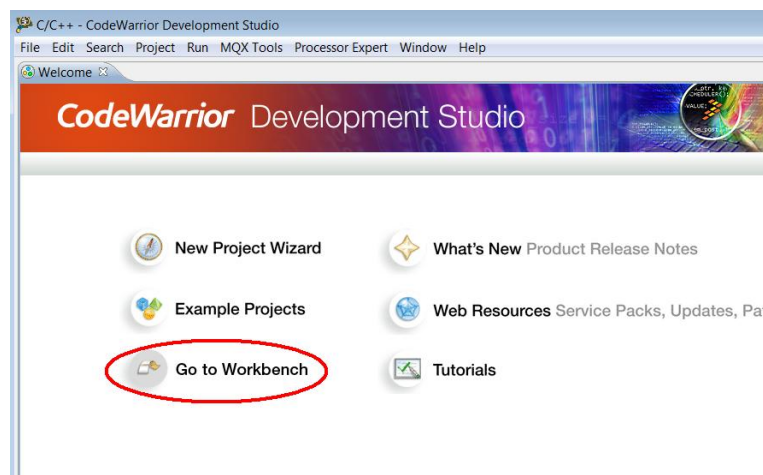 C/C++ - CodeWarrior Development Studio
File Edit Search Project Run MQX Tools Processor Expert Window Help
Welcome
CodeWarrior Development Studio
New Project Wizard
What's New Product Release Notes
Example Projects
Web Resources Service Packs, Updates, Pa
Go to Workbench
Tutorials